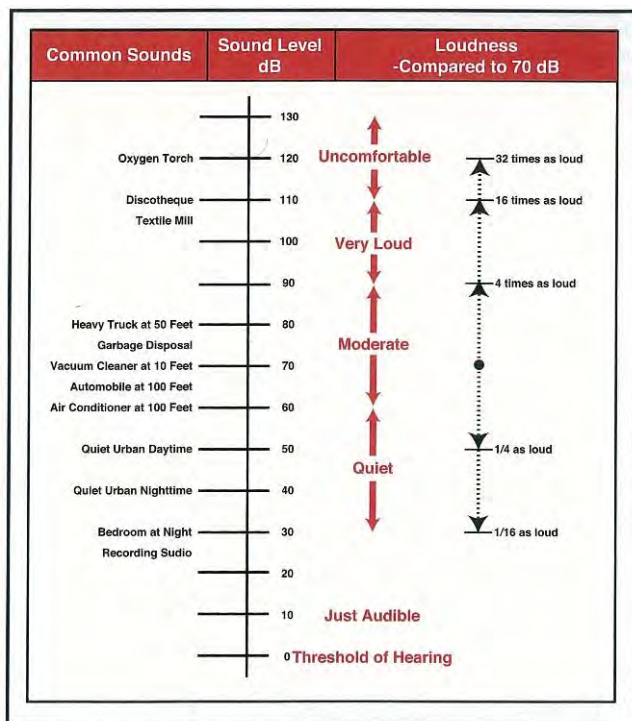 Common Sounds
Sound Level
dB
Loudness
-Compared to 70 dB
130
Oxygen Torch
120
Uncomfortable
32 times as loud
Discotheque
110
16 times as loud
Textile Mill
100
Very Loud
90
4 times as loud
Heavy Truck at 50 Feet
80
Garbage Disposal
Moderate
Vacuum Cleaner at 10 Feet
70
Automobile at 100 Feet
Air Conditioner at 100 Feet
60
Quiet Urban Daytime
50
1/4 as loud
Quiet
Quiet Urban Nighttime
40
Bedroom at Night
30
1/16 as loud
Recording Sudio
20
10
Just Audible
0
Threshold of Hearing